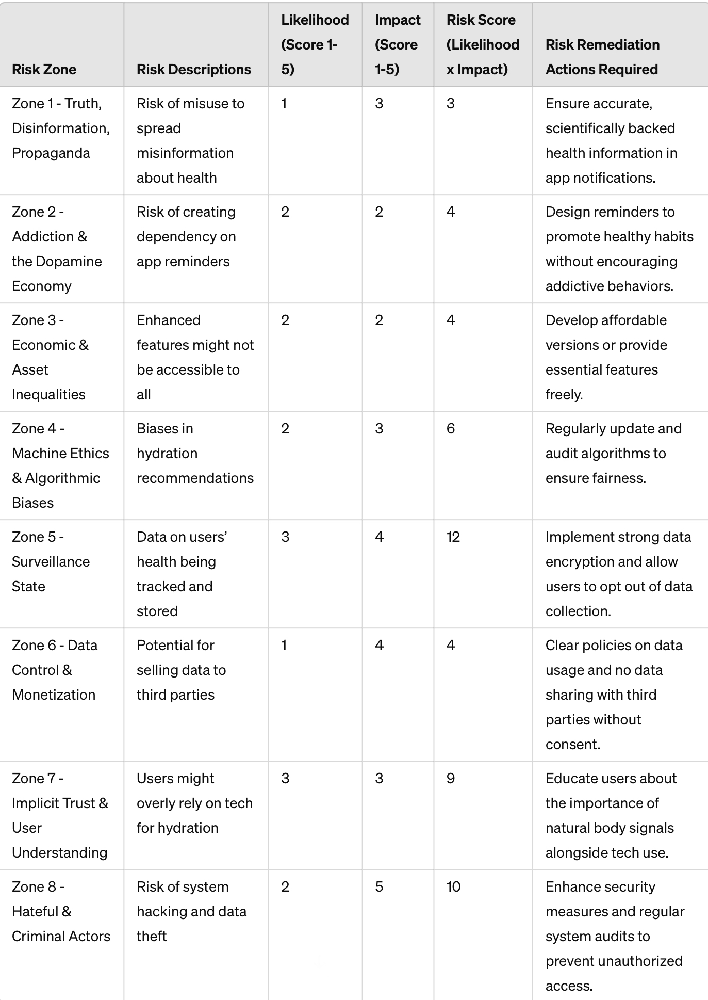 Risk Zone
Risk Descriptions
Likelihood
(Score 1-
5)
Impact
(Score
1-5)
Risk Score
(Likelihood
x Impact)
Risk Remediation
Actions Required
Zone 1 - Truth,
Disinformation,
Propaganda
Risk of misuse to
spread
misinformation
about health
1
3
3
Ensure accurate,
scientifically backed
health information in
app notifications.
Zone 2 -
Addiction &
the Dopamine
Economy
Risk of creating
dependency on
app reminders
2
2
4
Design reminders to
promote healthy habits
without encouraging
addictive behaviors.
Zone 3 -
Economic &
Asset
Inequalities
Enhanced
features might not
be accessible to
all
2
2
4
Develop affordable
versions or provide
essential features
freely.
Zone 4 -
Machine Ethics
& Algorithmic
Biases
Biases in
hydration
recommendations
2
3
6
Regularly update and
audit algorithms to
ensure fairness.
Zone 5 -
Surveillance
State
Data on users’
health being
tracked and
stored
3
4
12
Implement strong data
encryption and allow
users to opt out of data
collection.
Zone 6 - Data
Control &
Monetization
Potential for
selling data to
third parties
1
4
4
Clear policies on data
usage and no data
sharing with third
parties without
consent.
Zone 7 -
Implicit Trust &
User
Understanding
Users might
overly rely on tech
for hydration
3
3
9
Educate users about
the importance of
natural body signals
alongside tech use.
Zone 8 -
Hateful &
Criminal Actors
Risk of system
hacking and data
theft
2
5
10
Enhance security
measures and regular
system audits to
prevent unauthorized
access.